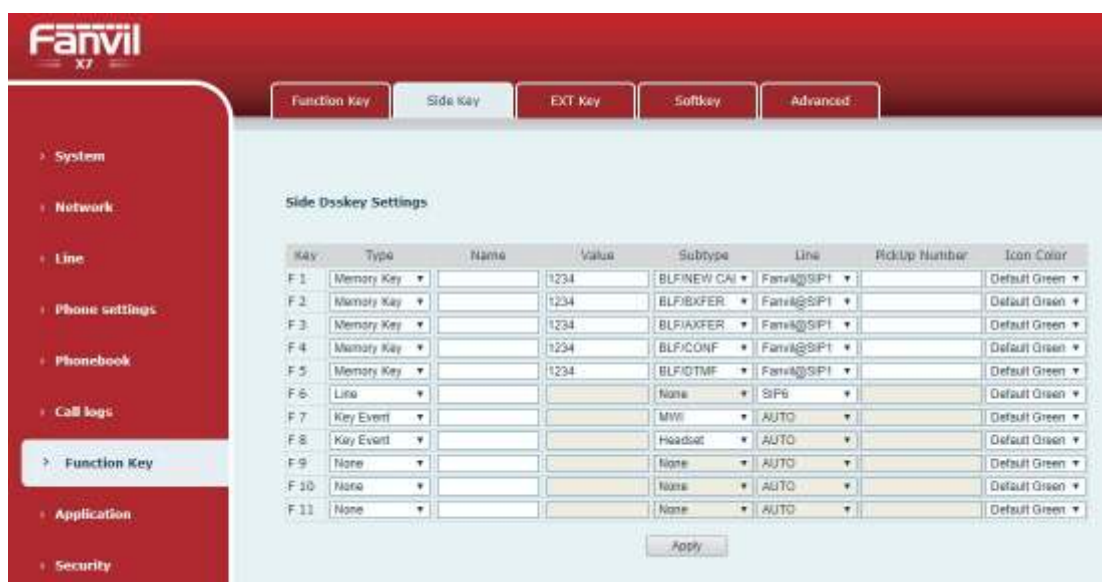 Fanvil
X7
Function Key Side Key EXT Key Softkey Advanced
System
Network
Line
Phone settings
Phonebook
Call logs
Function Key
Application
Security
Side Dsskey Settings
Key Type Name Value Subtype Line PickUp Number Icon Color
F 1 Memory Key 1234 BLF/NEW CAl Fanvil@SIP1 Default Green
F 2 Memory Key 1234 BLF/BXFER Fanvil@SIP1 Default Green
F 3 Memory Key 1234 BLF/AXFER Fanvil@SIP1 Default Green
F 4 Memory Key 1234 BLF/CONF Fanvil@SIP1 Default Green
F 5 Memory Key 1234 BLF/DTMF Fanvil@SIP1 Default Green
F 6 Line None SIP6 Default Green
F 7 Key Event MWI AUTO Default Green
F 8 Key Event Headset AUTO Default Green
F 9 None None AUTO Default Green
F 10 None None AUTO Default Green
F 11 None None AUTO Default Green
Apply